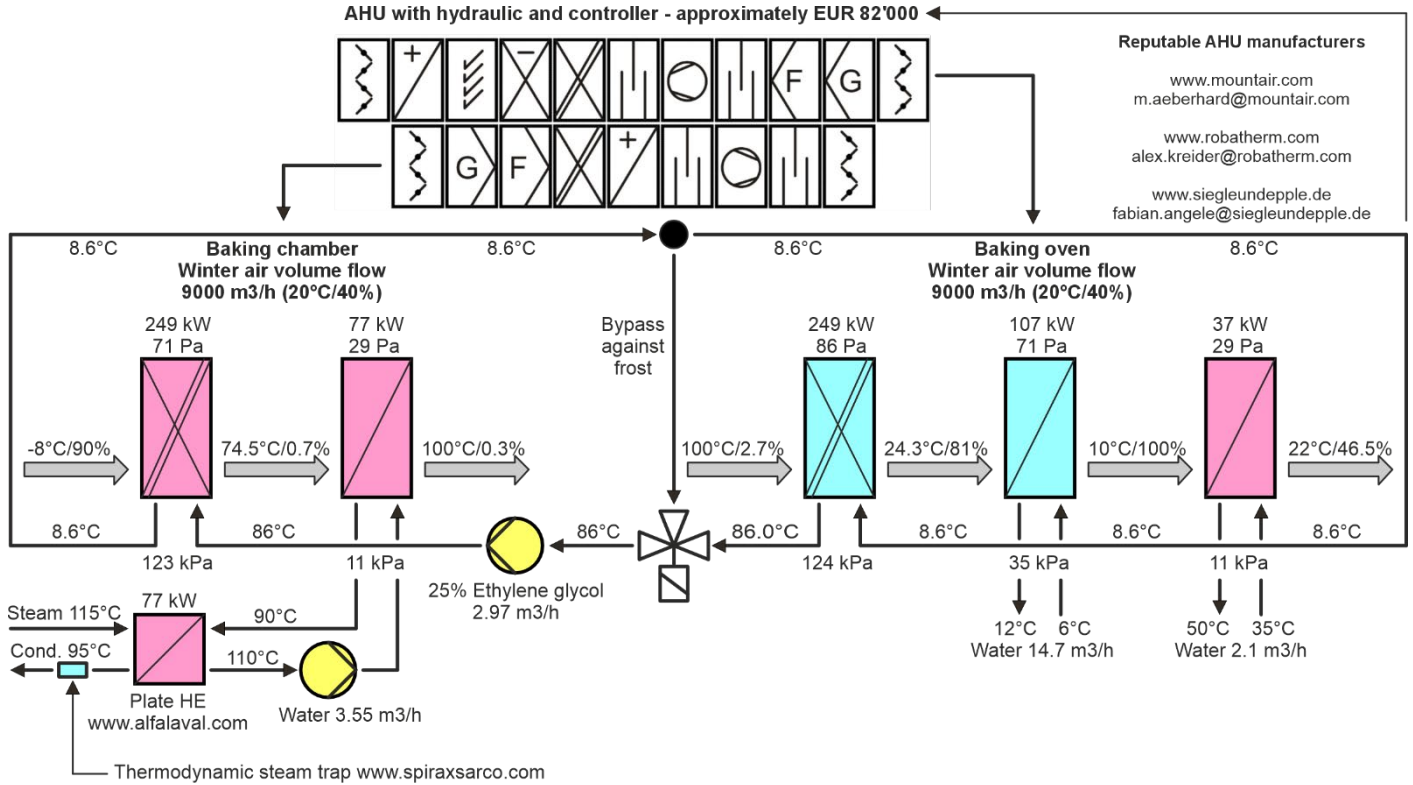 AHU with hydraulic and controller - approximately EUR 82'000
Reputable AHU manufacturers
www.mountair.com
m.aeberhard@mountair.com
www.robatherm.com
alex.kreider@robatherm.com
www.siegleundepple.de
fabian.angele@siegleundepple.de
+
−
F
G
G
F
+
8.6°C
Baking chamber
Winter air volume flow
9000 m3/h (20°C/40%)
8.6°C
8.6°C
Baking oven
Winter air volume flow
9000 m3/h (20°C/40%)
8.6°C
249 kW
71 Pa
77 kW
29 Pa
Bypass
against
frost
249 kW
86 Pa
107 kW
71 Pa
37 kW
29 Pa
-8°C/90%
74.5°C/0.7%
100°C/0.3%
100°C/2.7%
24.3°C/81%
10°C/100%
22°C/46.5%
8.6°C
86°C
86°C
86.0°C
8.6°C
8.6°C
8.6°C
123 kPa
11 kPa
124 kPa
35 kPa
11 kPa
25% Ethylene glycol
2.97 m3/h
Steam 115°C
77 kW
90°C
Cond. 95°C
110°C
12°C
6°C
Water 14.7 m3/h
50°C
35°C
Water 2.1 m3/h
Plate HE
www.alfalaval.com
Water 3.55 m3/h
Thermodynamic steam trap www.spiraxsarco.com